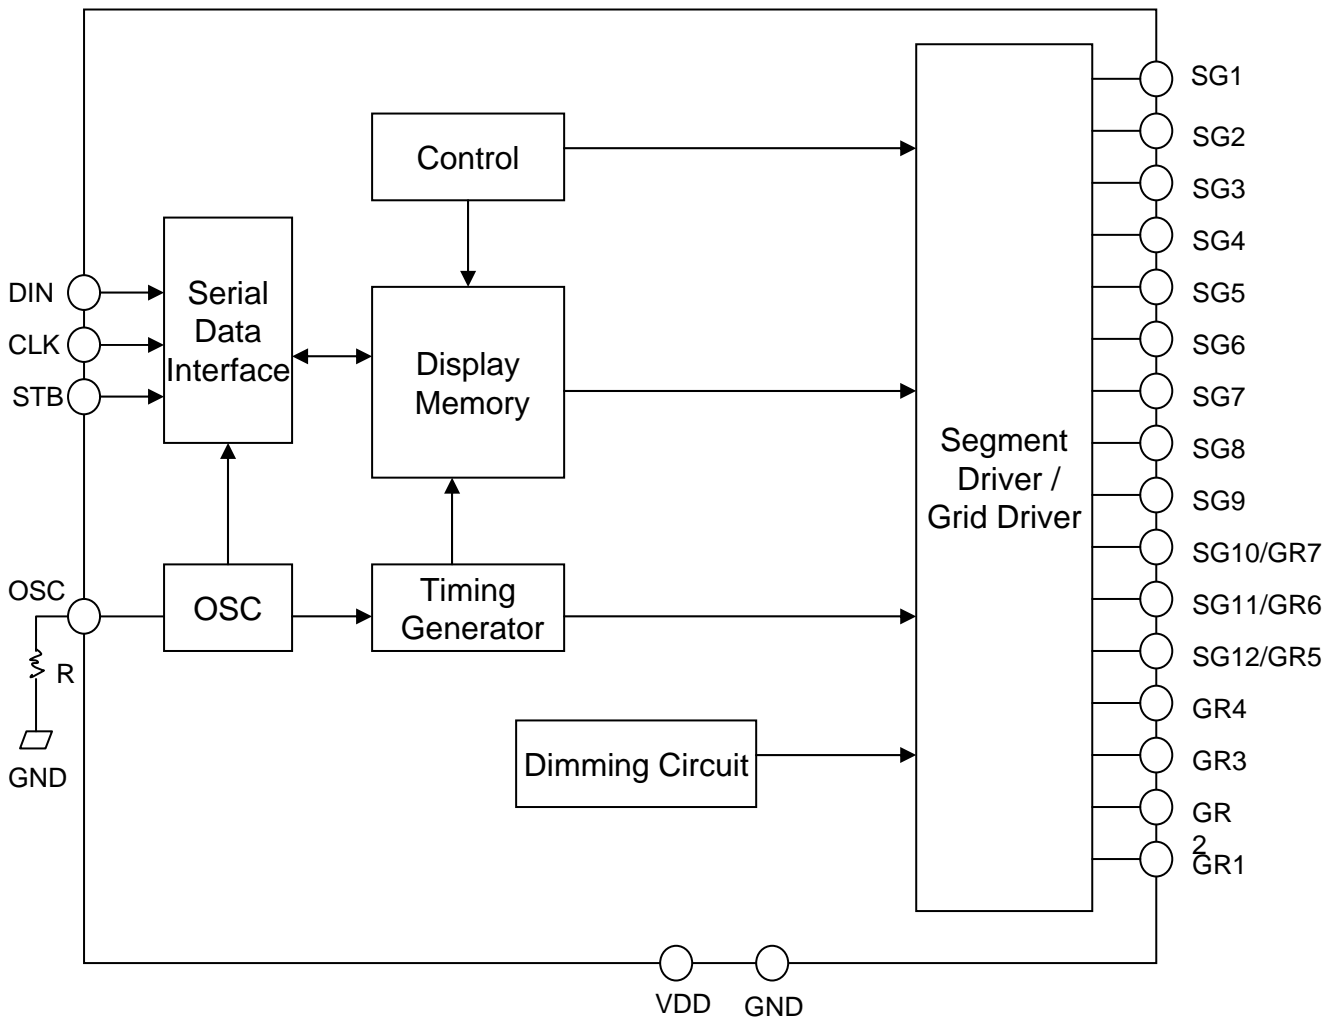 SG1
SG2
SG3
SG4
SG5
SG6
SG7
SG8
SG9
SG10/GR7
SG11/GR6
SG12/GR5
GR4
GR3
GR
2
GR1
Control
DIN
CLK
STB
Serial
Data
Interface
Display
Memory
Segment
Driver /
Grid Driver
OSC
R
GND
OSC
Timing
Generator
Dimming Circuit
VDD
GND